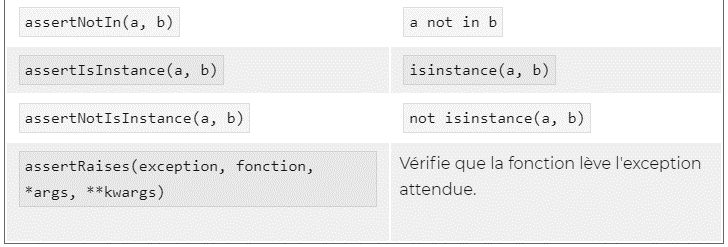 assertNotIn(a, b)
a not in b
assertIsInstance(a, b)
isinstance(a, b)
assertNotIsInstance(a, b)
not isinstance(a, b)
assertRaises(exception, fonction,
*args, **kwargs)
Vérifie que la fonction lève l'exception
attendue.